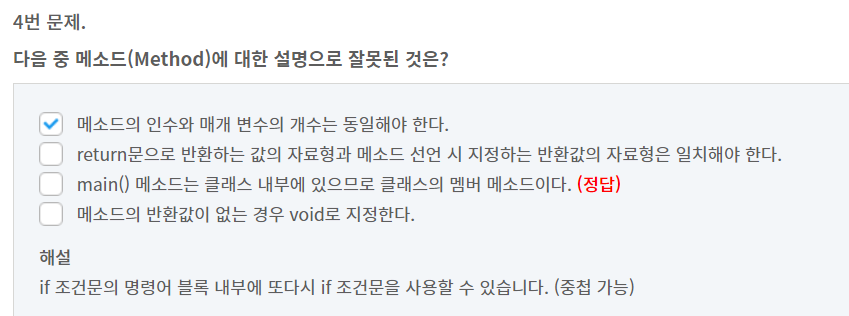 4번 문제.
다음 중 메소드(Method)에 대한 설명으로 잘못된 것은?
메소드의 인수와 매개 변수의 개수는 동일해야 한다.
return문으로 반환하는 값의 자료형과 메소드 선언 시 지정하는 반환값의 자료형은 일치해야 한다.
main() 메소드는 클래스 내부에 있으므로 클래스의 멤버 메소드이다. (정답)
메소드의 반환값이 없는 경우 void로 지정한다.
해설
if 조건문의 명령어 블록 내부에 또다시 if 조건문을 사용할 수 있습니다. (중첩 가능)